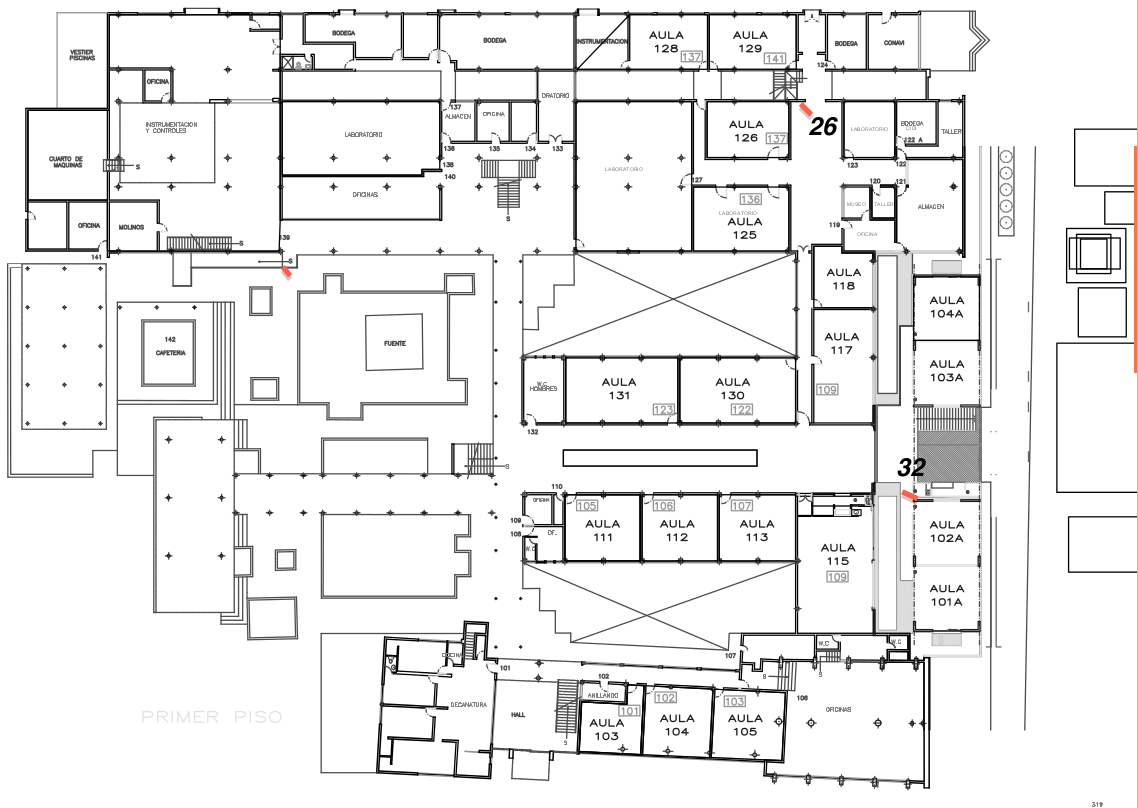 VESTIER
PISCINAS
BODEGA
BODEGA
INSTRUMENTACION
AULA
128
137
AULA
129
141
124
BODEGA
CONAVI
OFICINA
INSTRUMENTACION
Y CONTROLES
CUARTO DE
MAQUINAS
S
LABORATORIO
137
ALMACEN
OFICINA
ORATORIO
136
135
134
133
138
140
OFICINAS
S
LABORATORIO
127
AULA
126
137
26
LABORATORIO
123
BODEGA
122 A
TALLER
122
120
121
136
LABORATORIO
AULA
125
MUSEO
TALLER
ALMACEN
119
OFICINA
OFICINA
MOLINOS
S
139
S
141
142
CAFETERIA
FUENTE
AULA
118
AULA
117
109
AULA
104A
AULA
103A
W.C
HOMBRES
132
AULA
131
123
AULA
130
122
S
32
110
OFICINA
109
108
OF.
W.C
105
AULA
111
106
AULA
112
107
AULA
113
AULA
115
109
AULA
102A
AULA
101A
107
W.C
W.C
S
S
OFICINA
101
102
ANILLANDO
DECANATURA
HALL
S
101
AULA
103
102
AULA
104
103
AULA
105
106
OFICINAS
PRIMER PISO
319